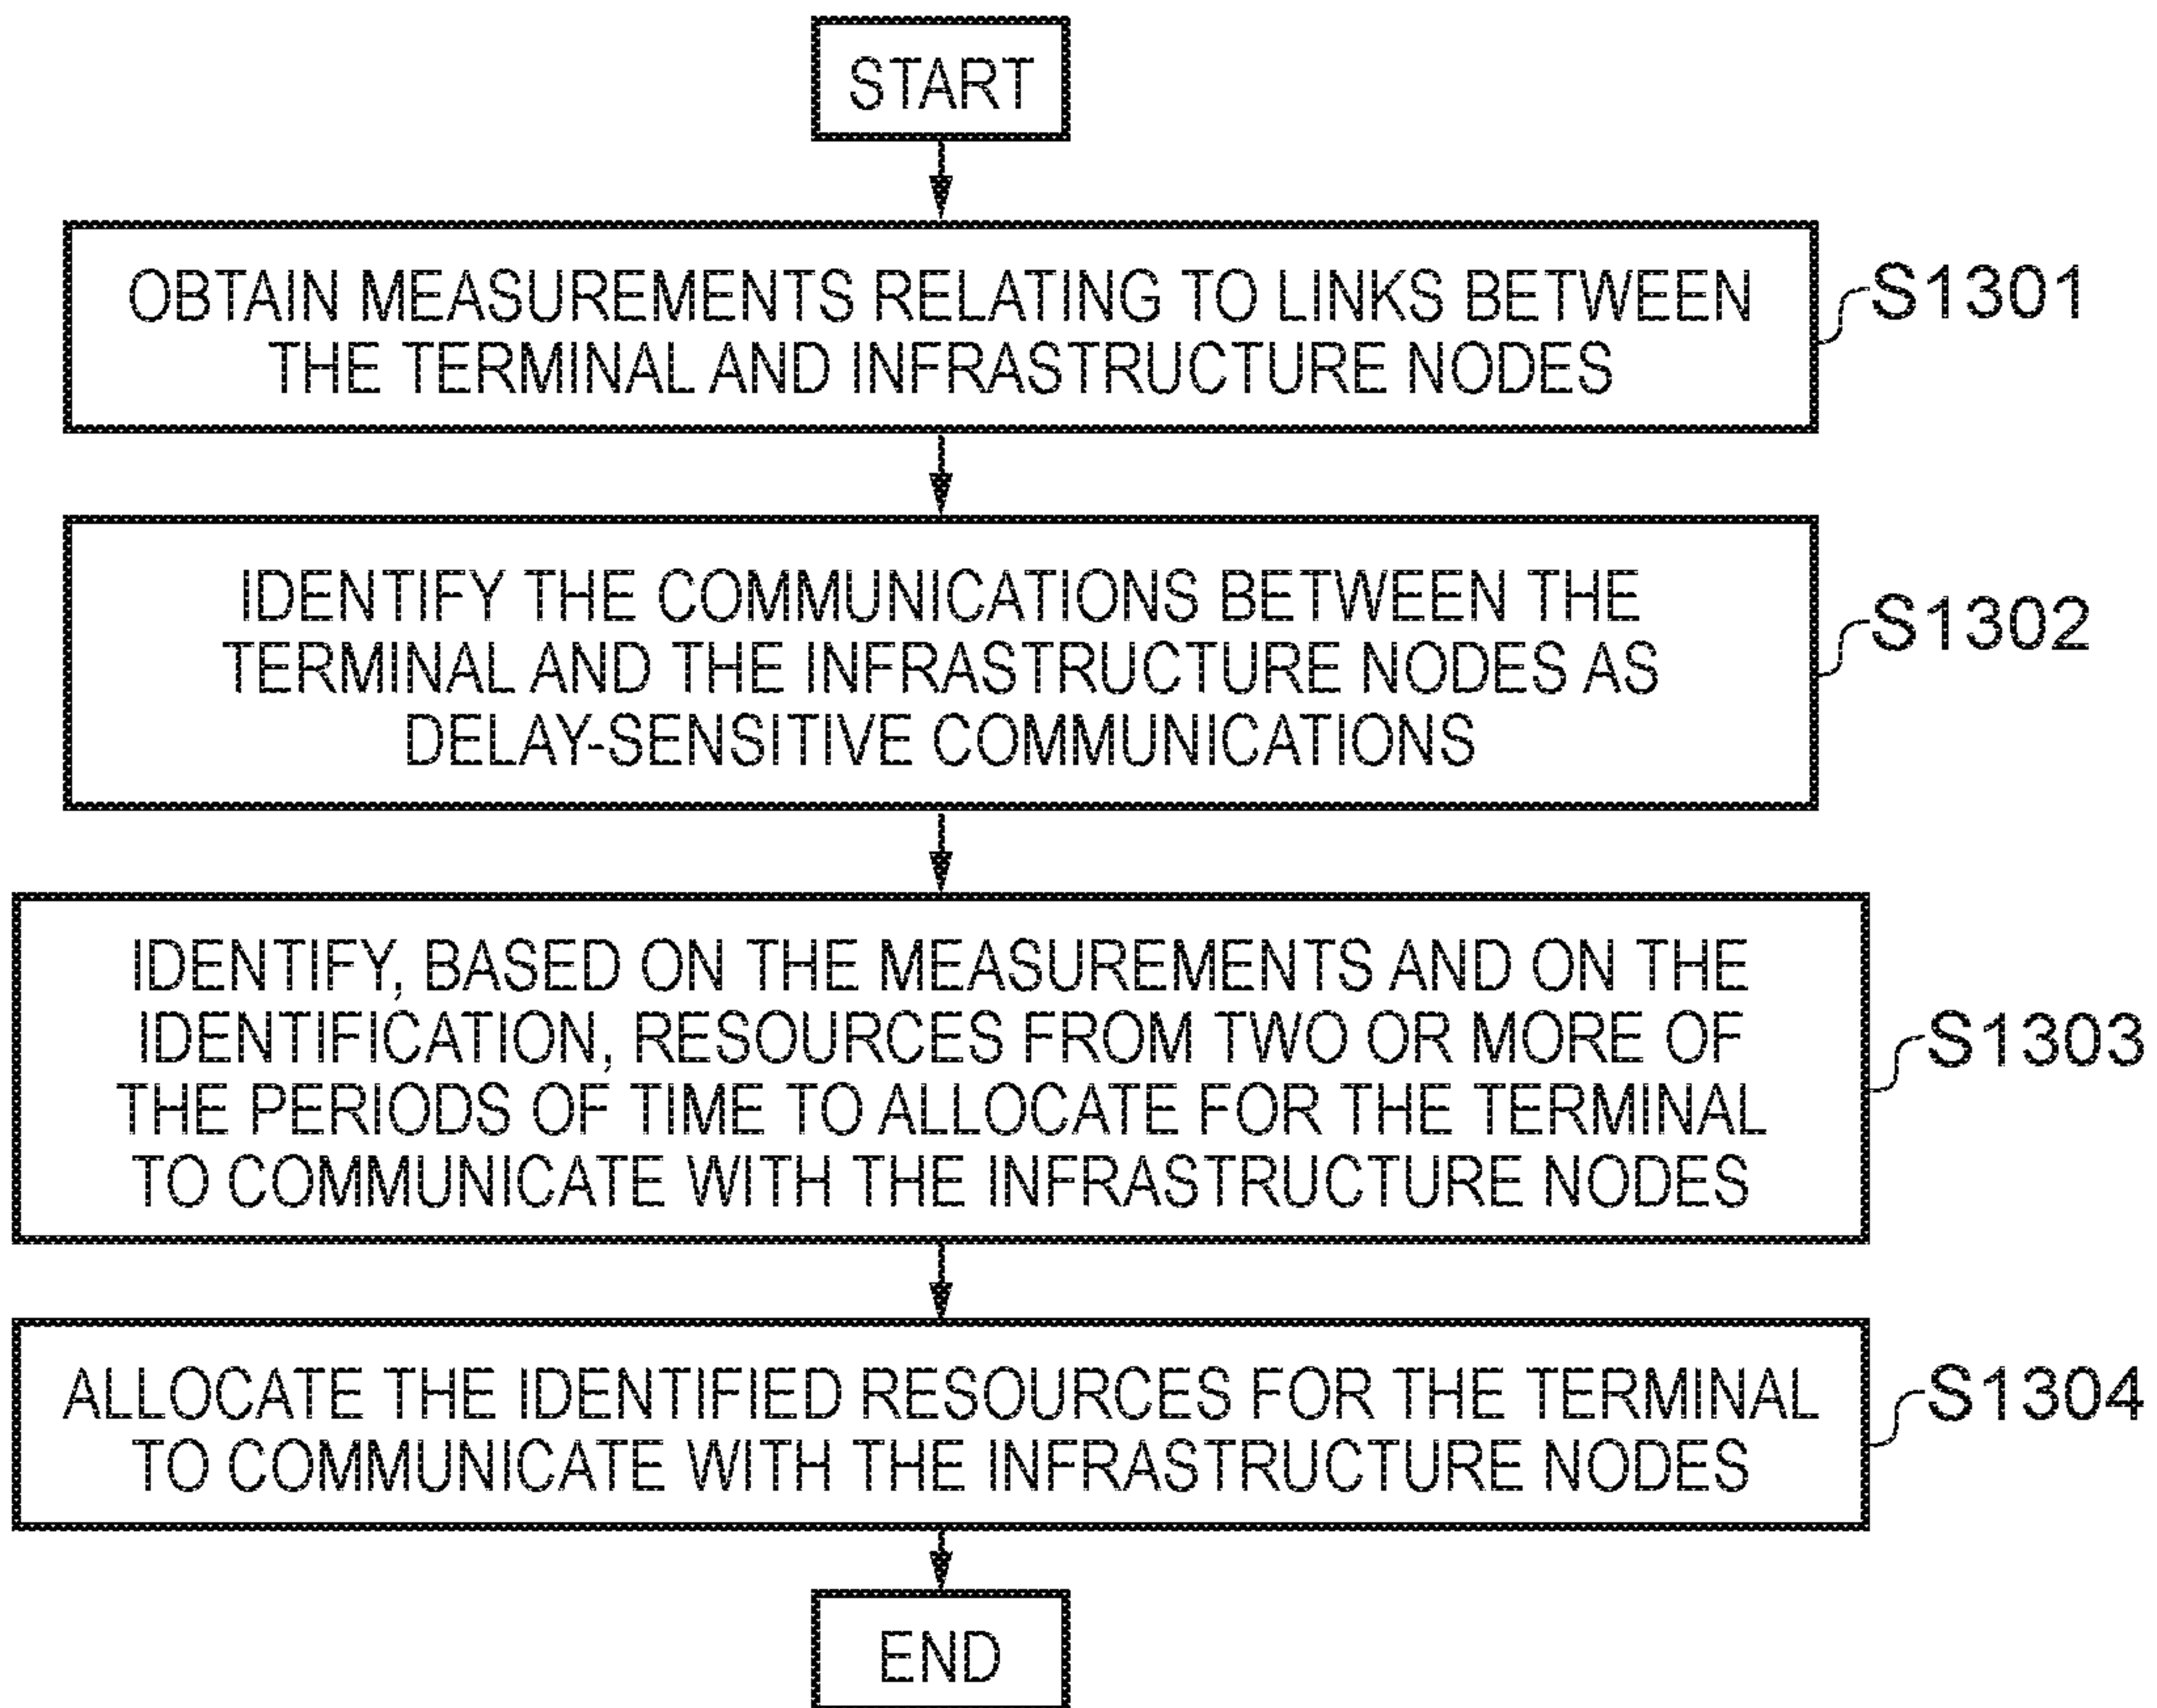 START
OBTAIN MEASUREMENTS RELATING TO LINKS BETWEEN
THE TERMINAL AND INFRASTRUCTURE NODES
S1301
IDENTIFY THE COMMUNICATIONS BETWEEN THE
TERMINAL AND THE INFRASTRUCTURE NODES AS
DELAY-SENSITIVE COMMUNICATIONS
S1302
IDENTIFY, BASED ON THE MEASUREMENTS AND ON THE
IDENTIFICATION, RESOURCES FROM TWO OR MORE OF
THE PERIODS OF TIME TO ALLOCATE FOR THE TERMINAL
TO COMMUNICATE WITH THE INFRASTRUCTURE NODES
S1303
ALLOCATE THE IDENTIFIED RESOURCES FOR THE TERMINAL
TO COMMUNICATE WITH THE INFRASTRUCTURE NODES
S1304
END